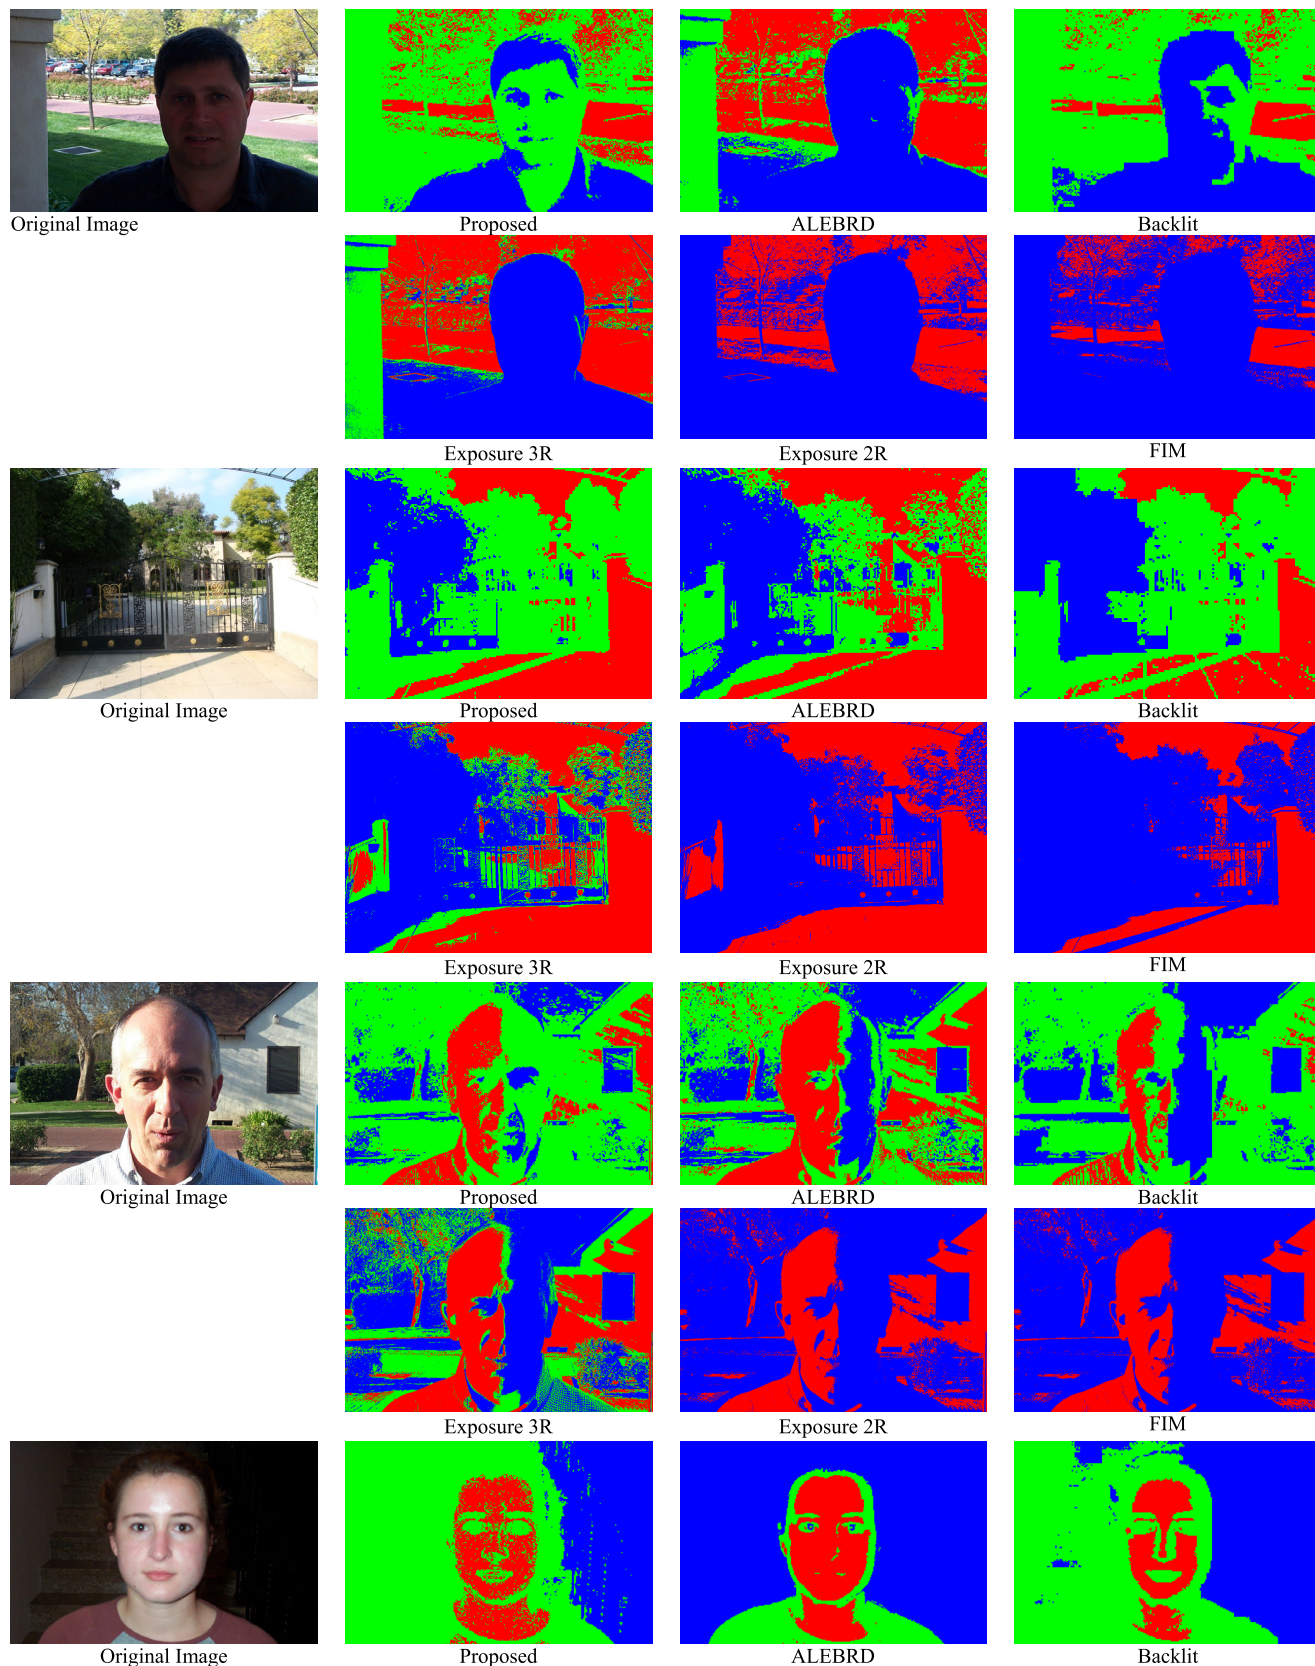 Original Image
Proposed
ALEBRD
Backlit
Exposure 3R
Exposure 2R
FIM
Original Image
Proposed
ALEBRD
Backlit
Exposure 3R
Exposure 2R
FIM
Original Image
Proposed
ALEBRD
Backlit
Exposure 3R
Exposure 2R
FIM
Original Image
Proposed
ALEBRD
Backlit